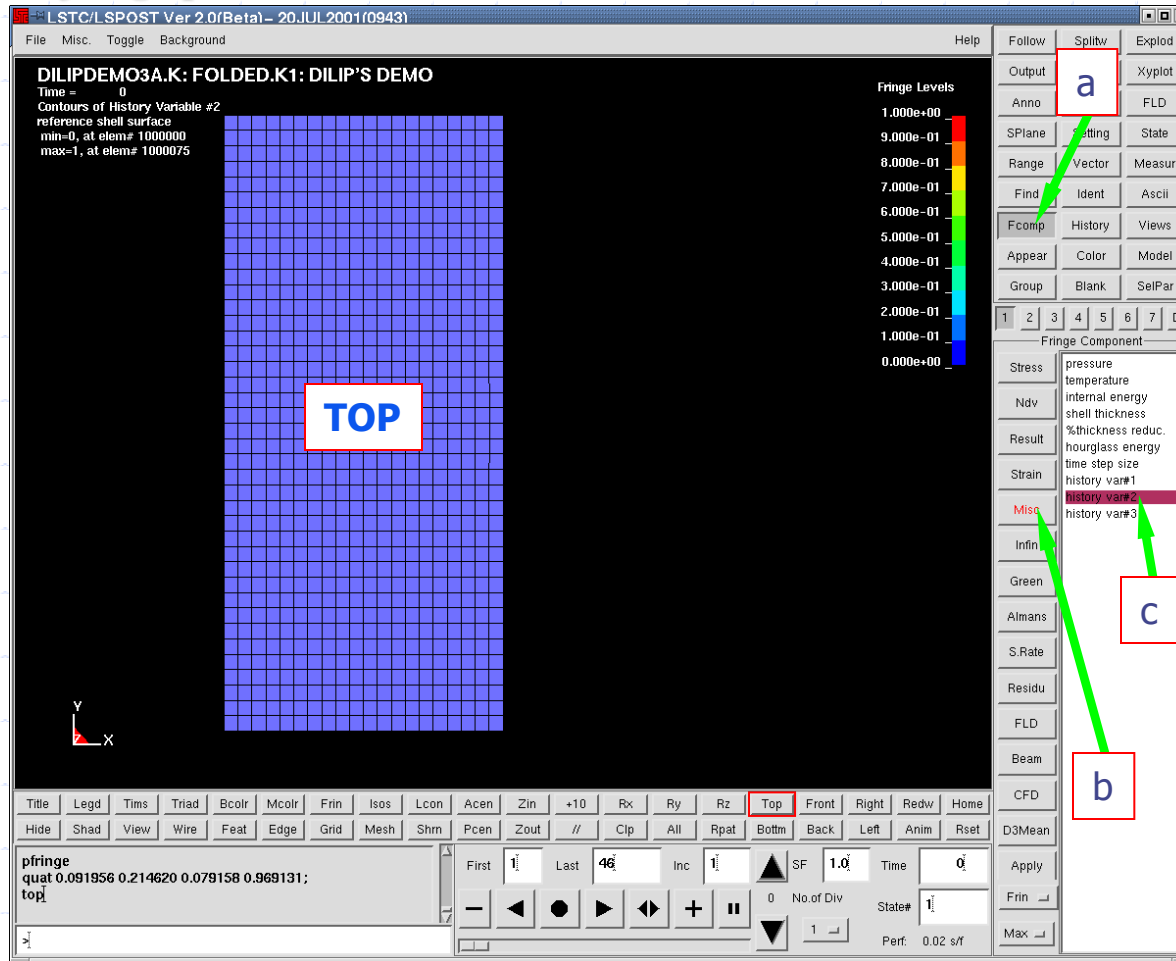 LSTC/LSPOST Ver 2.0(Beta)– 20JUL2001(0943)
File Misc. Toggle Background Help
DILIPDEMO3A.K: FOLDED.K1: DILIP'S DEMO
Time = 0
Contours of History Variable #2
reference shell surface
min=0, at elem# 1000000
max=1, at elem# 1000075
Fringe Levels
1.000e+00
9.000e-01
8.000e-01
7.000e-01
6.000e-01
5.000e-01
4.000e-01
3.000e-01
2.000e-01
1.000e-01
0.000e+00
TOP
Y
Z
X
Follow Splitw Explod
Output Xyplot
a
Anno FLD
SPlane Setting State
Range Vector Measur
Find Ident Ascii
Fcomp History Views
Appear Color Model
Group Blank SelPar
1 2 3 4 5 6 7 D
Fringe Component
Stress
Ndv
Result
Strain
Misc
Infin
Green
Almans
S.Rate
Residu
FLD
Beam
CFD
D3Mean
Apply
Frin
Max
pressure
temperature
internal energy
shell thickness
%thickness reduc.
hourglass energy
time step size
history var#1
history var#2
history var#3
c
b
Title Legd Tims Triad Bcolr Mcolr Frin Isos Lcon Acen Zin +10 Rx Ry Rz Top Front Right Redw Home
Hide Shad View Wire Feat Edge Grid Mesh Shrn Pcen Zout // Clp All Rpat Bottm Back Left Anim Rset
pfringe
quat 0.091956 0.214620 0.079158 0.969131;
top
>
First 1 Last 46 Inc 1 SF 1.0 Time 0
0 No.of Div State# 1
1
Perf: 0.02 s/f